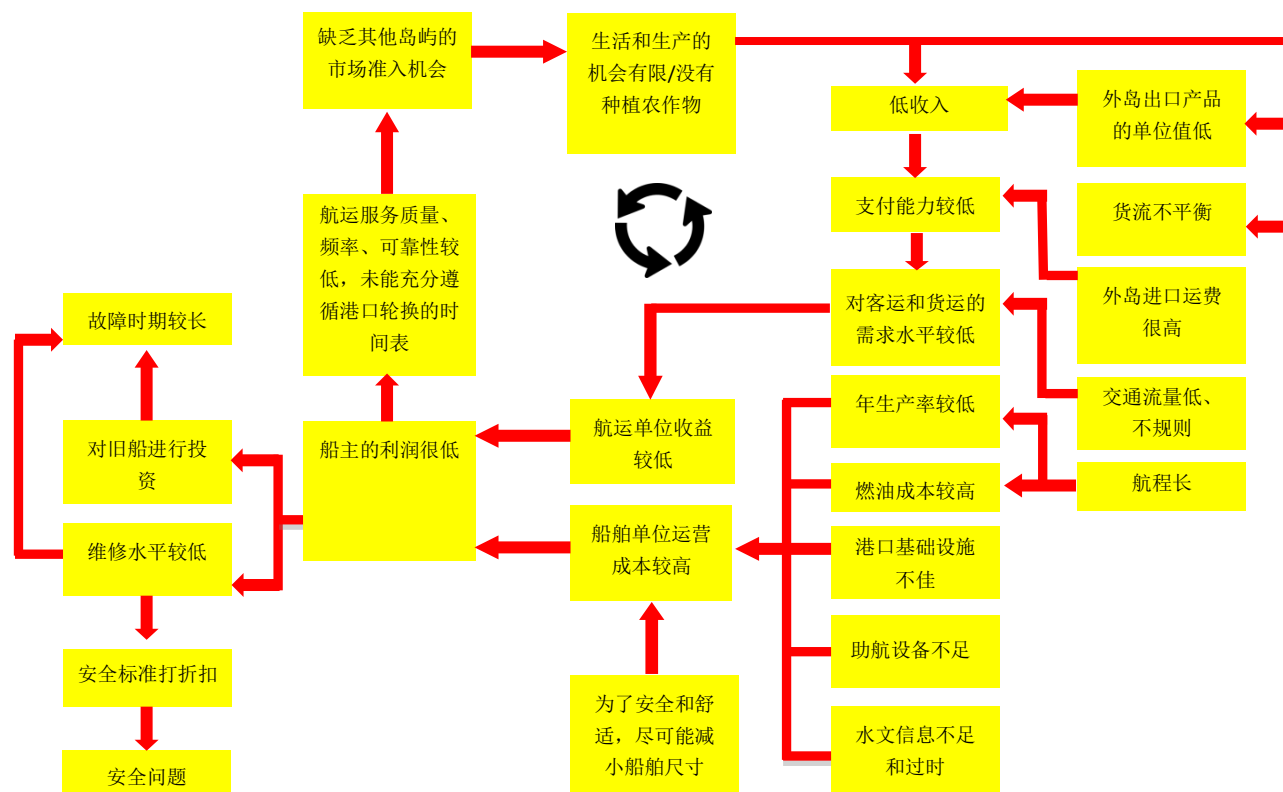 缺乏其他岛屿的
市场准入机会
生活和生产的
机会有限/没有
种植农作物
低收入
外岛出口产品
的单位值低
支付能力较低
货流不平衡
航运服务质量、
频率、可靠性较
低，未能充分遵
循港口轮换的时
间表
对客运和货运的
需求水平较低
外岛进口运费
很高
故障时期较长
年生产率较低
交通流量低、
不规则
对旧船进行投
资
船主的利润很低
航运单位收益
较低
燃油成本较高
航程长
维修水平较低
船舶单位运营
成本较高
港口基础设施
不佳
安全标准打折扣
助航设备不足
为了安全和舒
适，尽可能减
小船舶尺寸
水文信息不足
和过时
安全问题